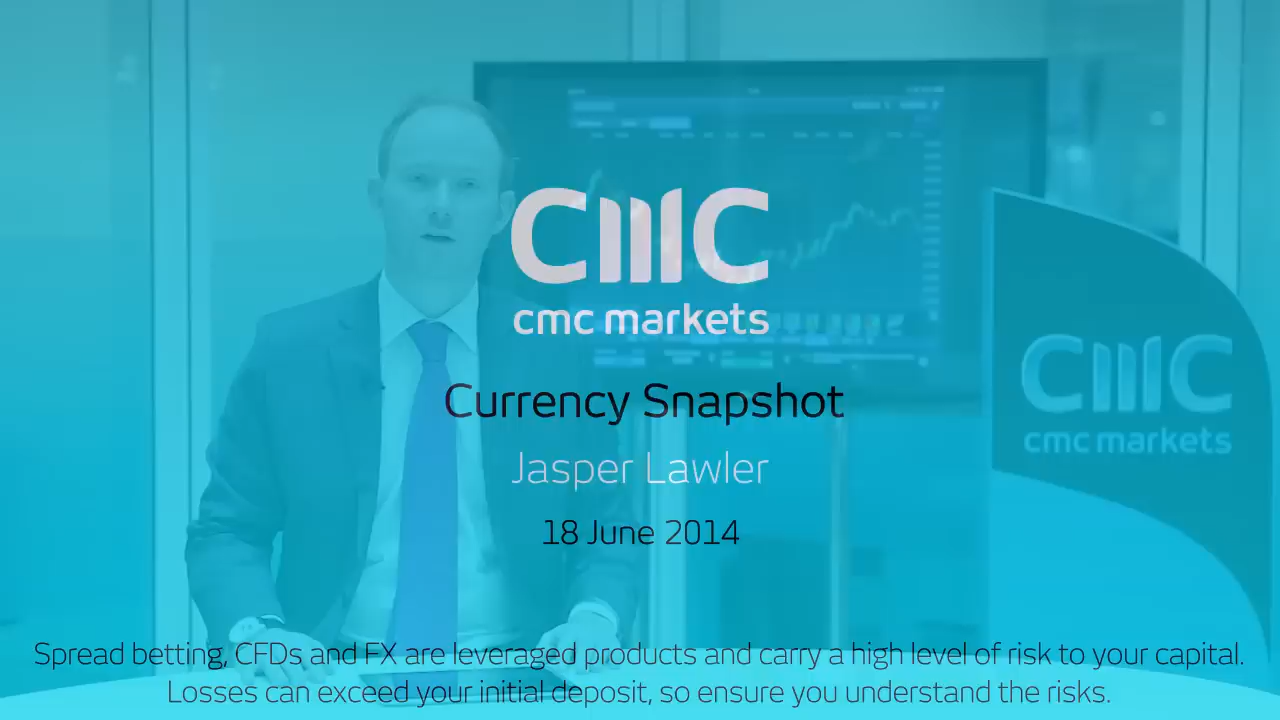 CMC
cmc markets
Currency Snapshot
Jasper Lawler
18 June 2014
CMC
cmc markets
Spread betting, CFDs and FX are leveraged products and carry a high level of risk to your capital.
Losses can exceed your initial deposit, so ensure you understand the risks.